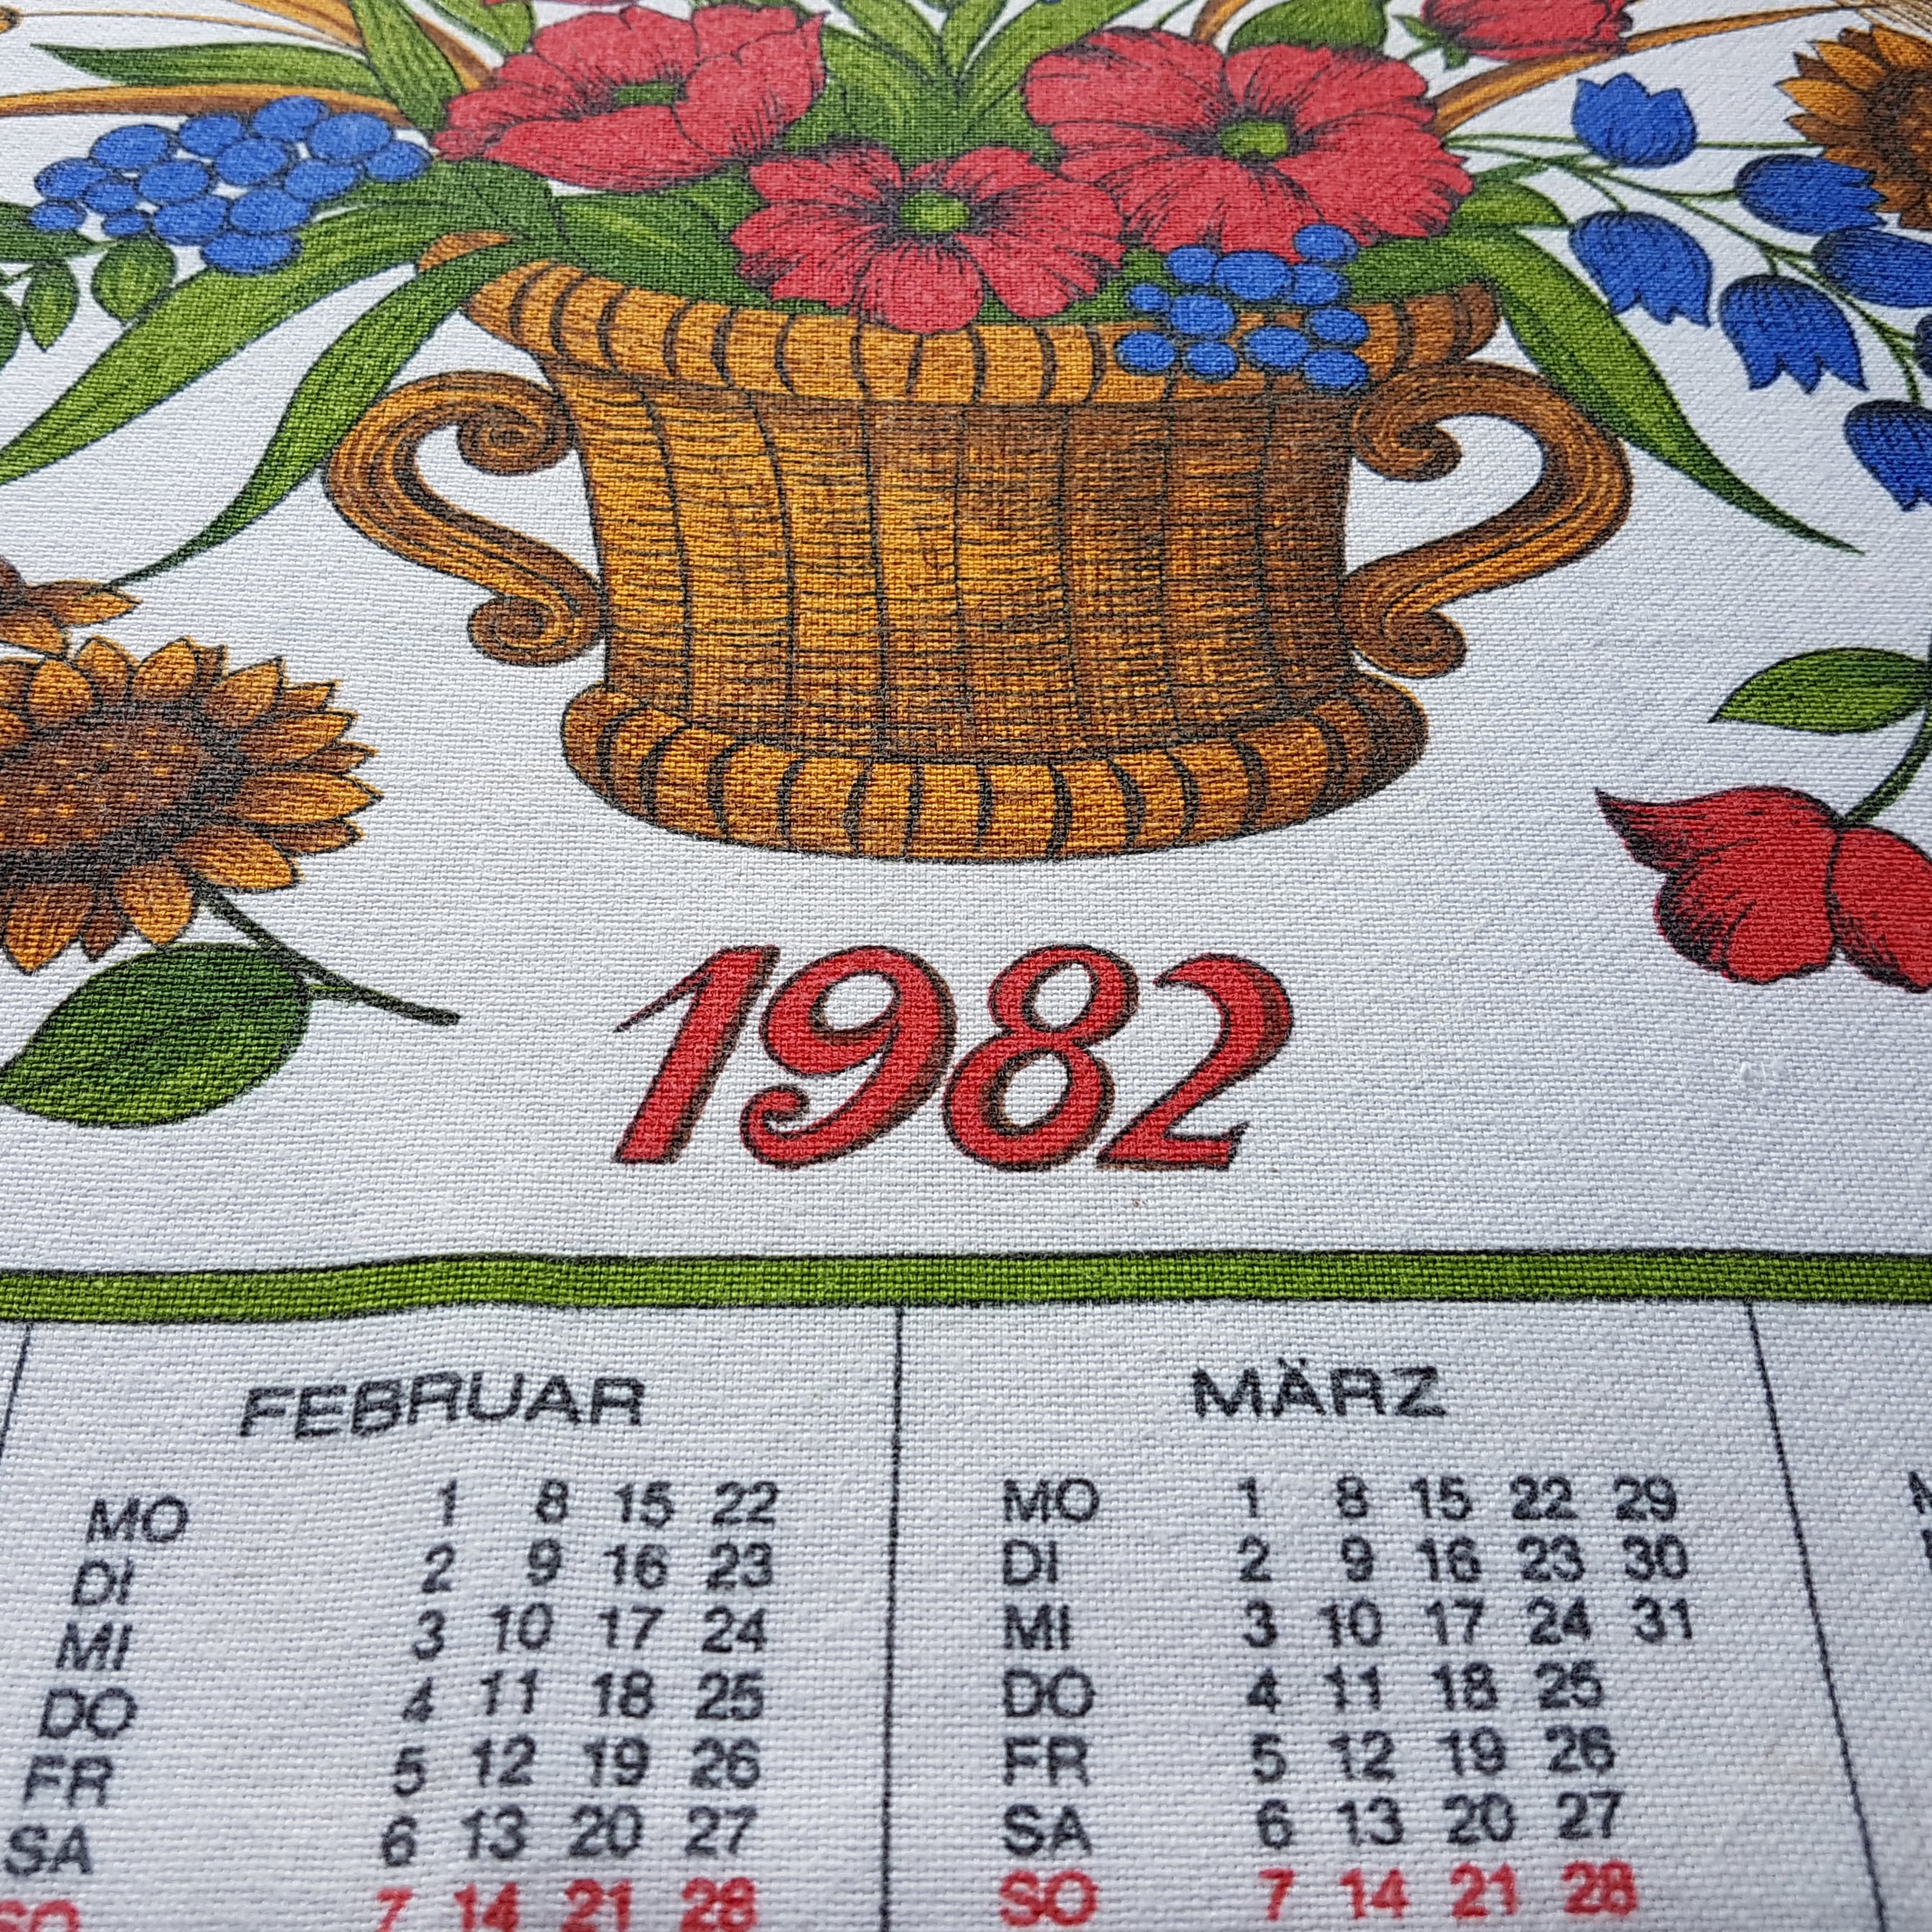 1982
FEBRUAR
MO 1 8 15 22
DI 2 9 16 23
MI 3 10 17 24
DO 4 11 18 25
FR 5 12 19 26
SA 6 13 20 27
SO 7 14 21 28
MÄRZ
MO 1 8 15 22 29
DI 2 9 16 23 30
MI 3 10 17 24 31
DO 4 11 18 25
FR 5 12 19 26
SA 6 13 20 27
SO 7 14 21 28